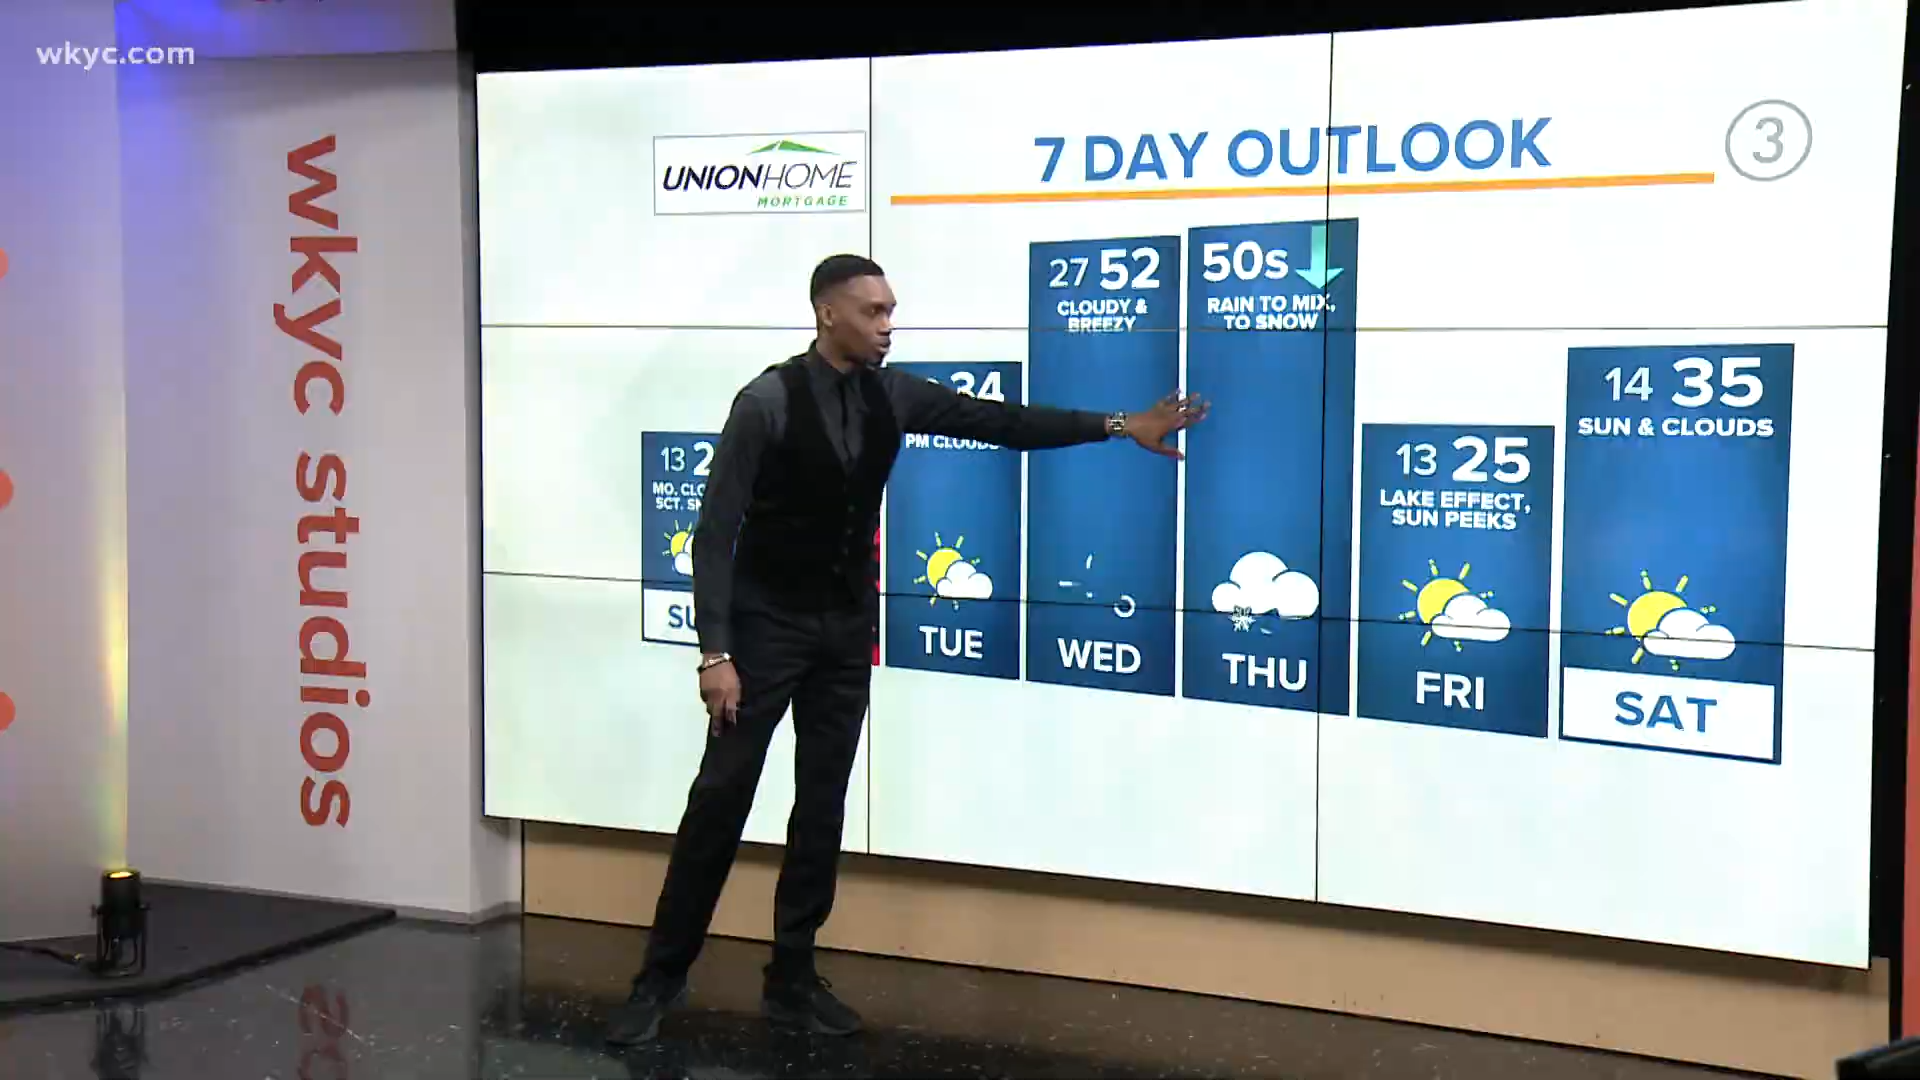 wkyc.com
wkyc studios
UNIONHOME
MORTGAGE
7 DAY OUTLOOK
3
13
MO.
SCT.
34
PM CLOUDS
TUE
27 52
CLOUDY &
BREEZY
WED
50s
RAIN TO MIX,
TO SNOW
THU
13 25
LAKE EFFECT,
SUN PEEKS
FRI
14 35
SUN & CLOUDS
SAT